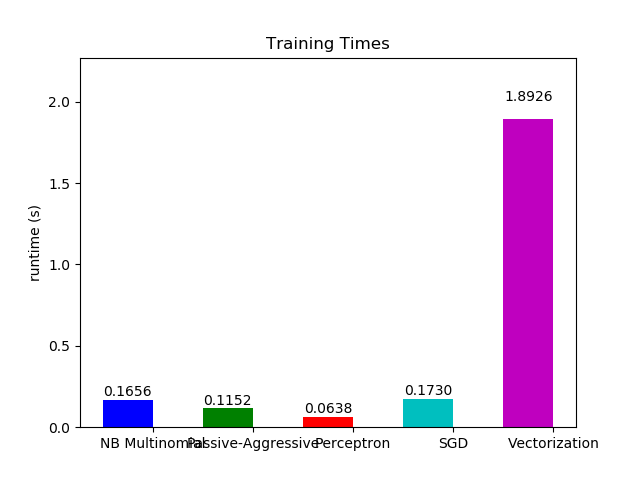 Training Times
runtime (s)
2.0
1.5
1.0
0.5
0.0
0.1656
0.1152
0.0638
0.1730
1.8926
NB Multinomial
Passive-Aggressive
Perceptron
SGD
Vectorization